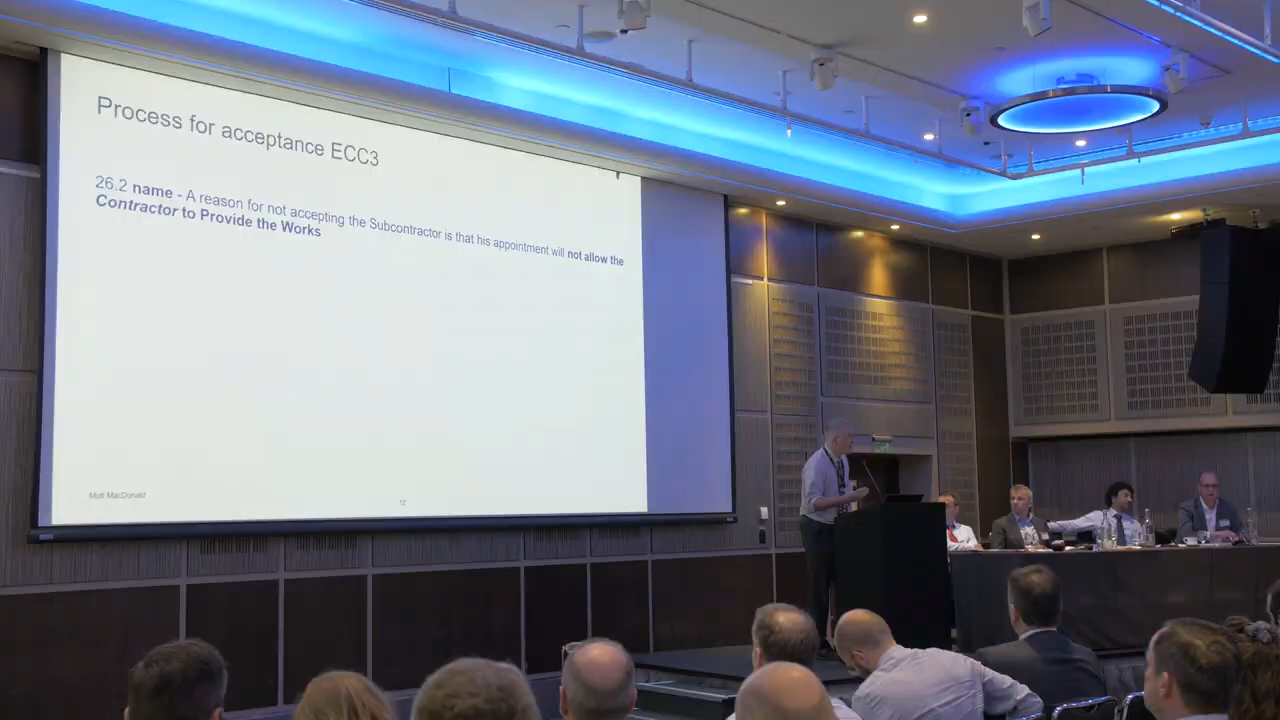 Process for acceptance ECC3
26.2 name - A reason for not accepting the Subcontractor is that his appointment will not allow the
Contractor to Provide the Works
Mott MacDonald
12